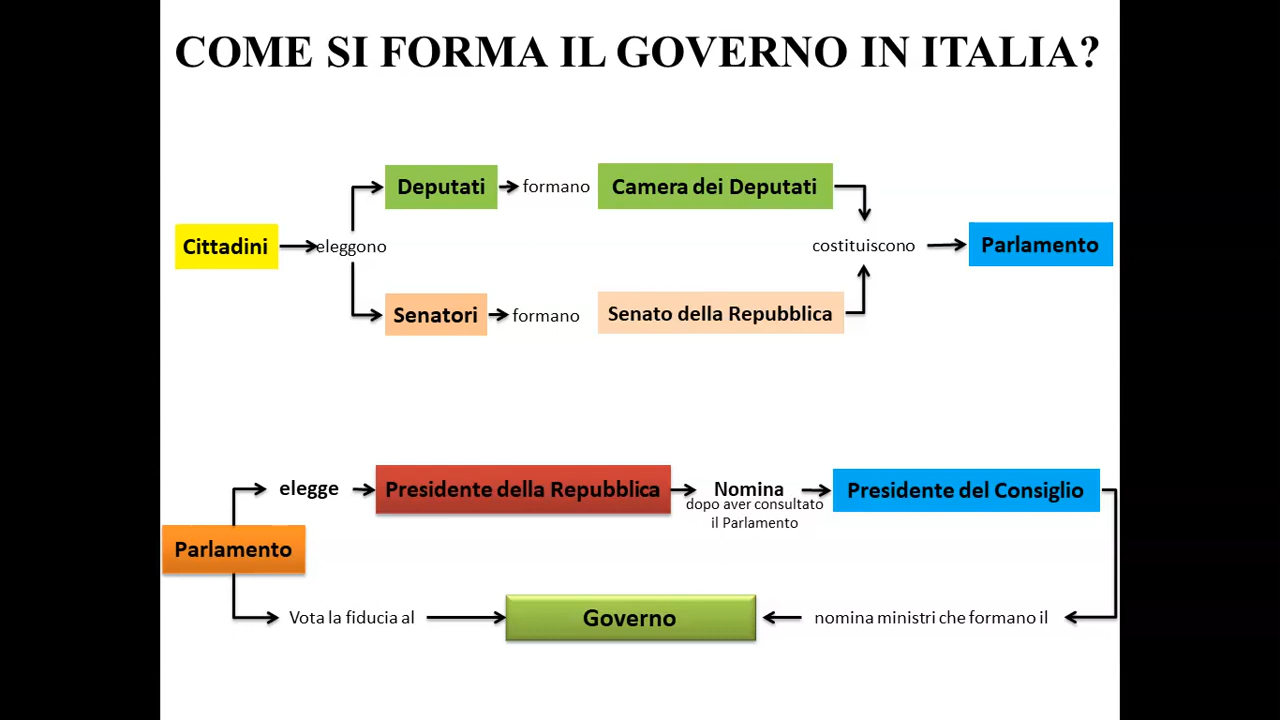 COME SI FORMA IL GOVERNO IN ITALIA?
Deputati formano Camera dei Deputati
Cittadini eleggono costituiscono Parlamento
Senatori formano Senato della Repubblica
elegge Presidente della Repubblica Nomina Presidente del Consiglio
dopo aver consultato
il Parlamento
Parlamento
Vota la fiducia al Governo nomina ministri che formano il